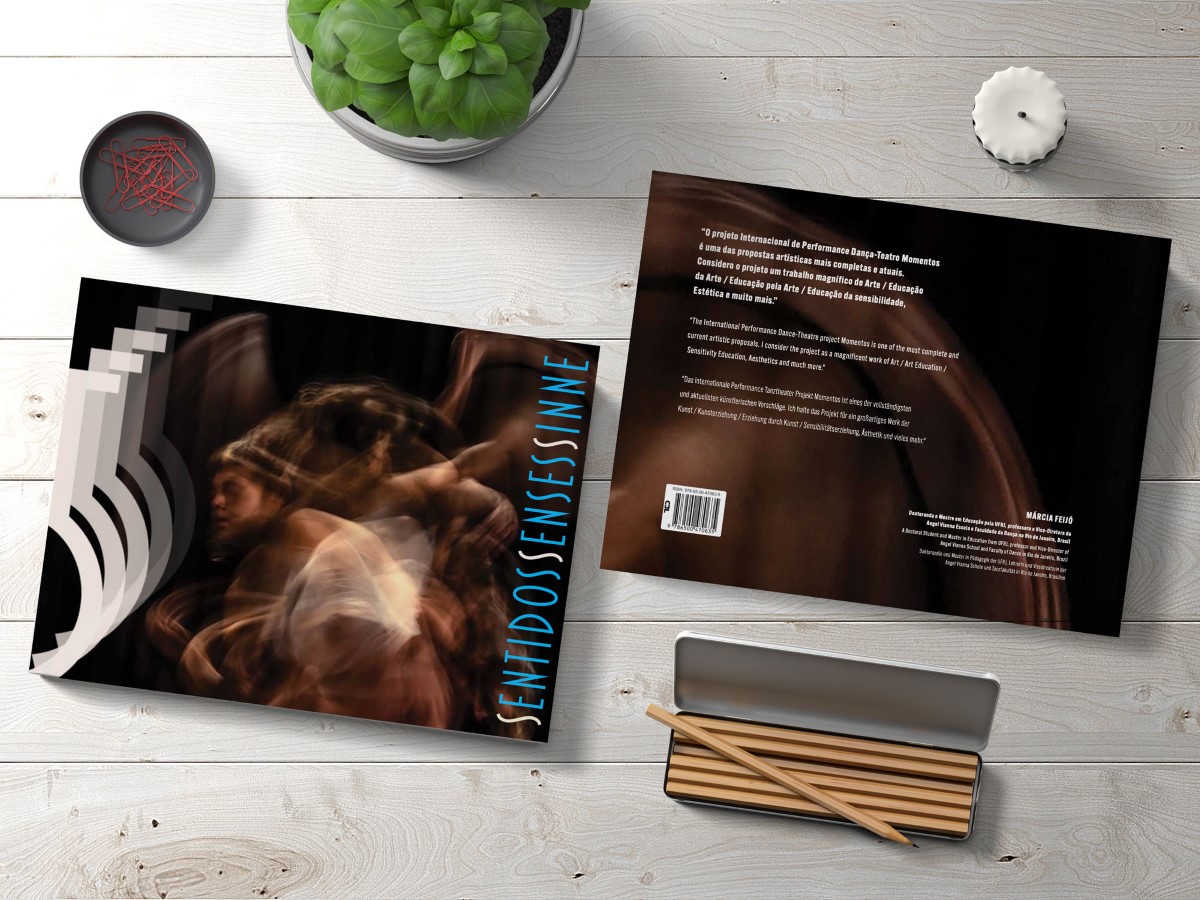 SENTIDOSSENSESSINNE
"O projeto Internacional de Performance Dança-Teatro Momentos
é uma das propostas artísticas mais completas e atuais.
Considero o projeto um trabalho magnífico de Arte / Educação
da Arte / Educação pela Arte / Educação da sensibilidade,
Estética e muito mais."
"The International Performance Dance-Theatre project Momentos is one of the most complete and
current artistic proposals. I consider the project as a magnificent work of Art / Art Education /
Sensitivity Education, Aesthetics and much more."
"Das internationale Performance Tanztheater Projekt Momentos ist eines der vollständigsten
und aktuellsten künstlerischen Vorschläge. Ich halte das Projekt für ein großartiges Werk der
Kunst / Kunsterziehung / Erziehung durch Kunst / Sensibilitätserziehung, Ästhetik und vieles mehr."
ISBN: 978-65-00-47063-5
9 786500 470635
MÁRCIA FEIJÓ
Doutoranda e Mestre em Educação pela UFRJ, professora e Vice-Diretora da
Angel Vianna Escola e Faculdade de Dança no Rio de Janeiro, Brasil
A Doctoral Student and Master in Education from UFRJ, professor and Vice-Director of
Angel Vianna School and Faculty of Dance in Rio de Janeiro, Brazil
Doktorandin und Master in Pädagogik der UFRJ, Lehrerin und Vizedirektorin der
Angel Vianna Schule und Tanzfakultät in Rio de Janeiro, Brasilien